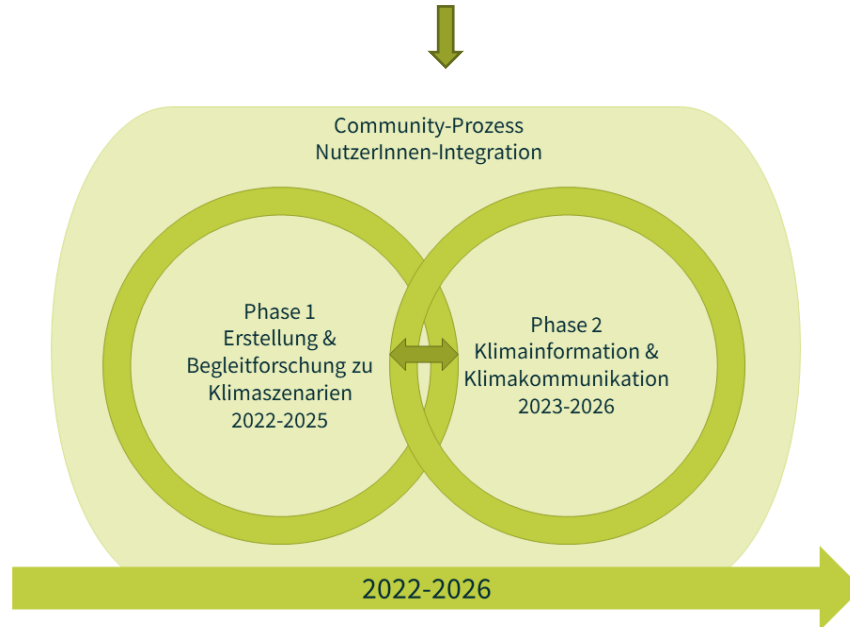 Community-Prozess
NutzerInnen-Integration
Phase 1
Erstellung &
Begleitforschung zu
Klimaszenarien
2022-2025
Phase 2
Klimainformation &
Klimakommunikation
2023-2026
2022-2026